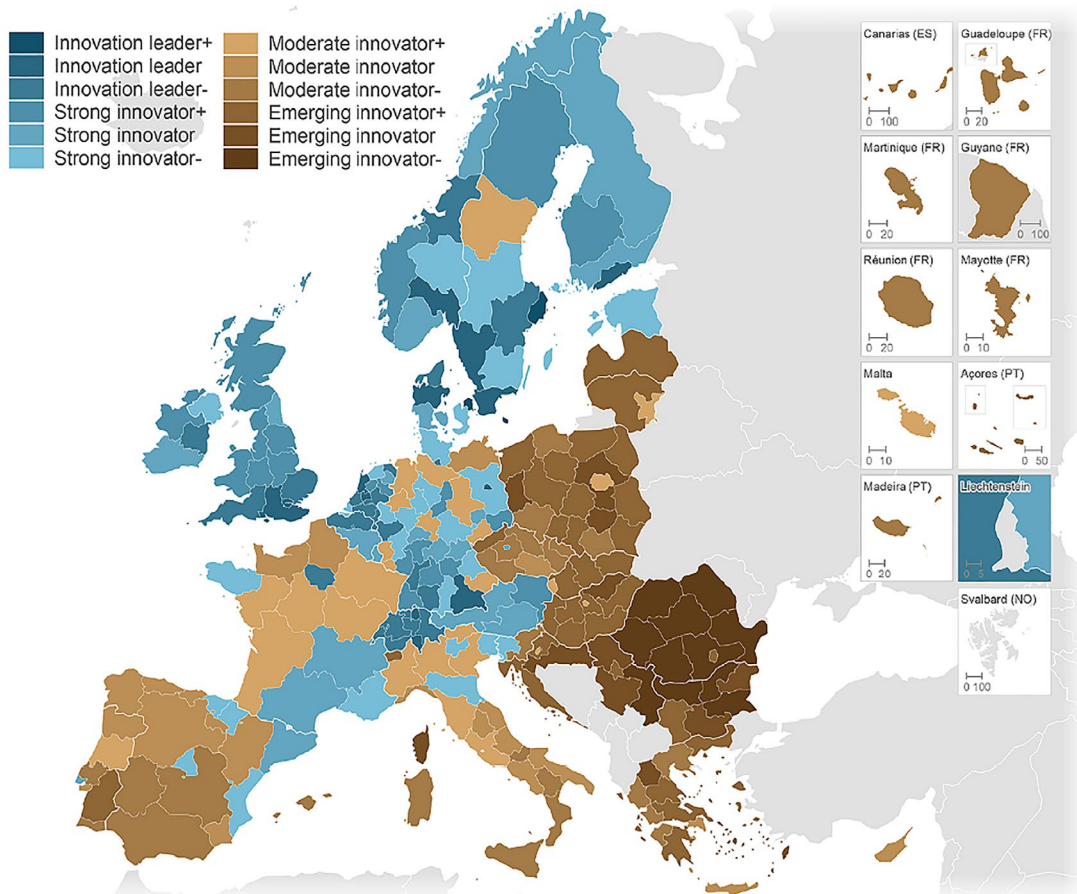 Innovation leader+
Innovation leader
Innovation leader-
Strong innovator+
Strong innovator
Strong innovator-
Moderate innovator+
Moderate innovator
Moderate innovator-
Emerging innovator+
Emerging innovator
Emerging innovator-
Canarias (ES)
0 100
Guadeloupe (FR)
0 20
Martinique (FR)
0 20
Guyane (FR)
0 100
Réunion (FR)
0 20
Mayotte (FR)
0 10
Malta
0 10
Açores (PT)
0 50
Madeira (PT)
0 20
Liechtenstein
0 5
Svalbard (NO)
0 100